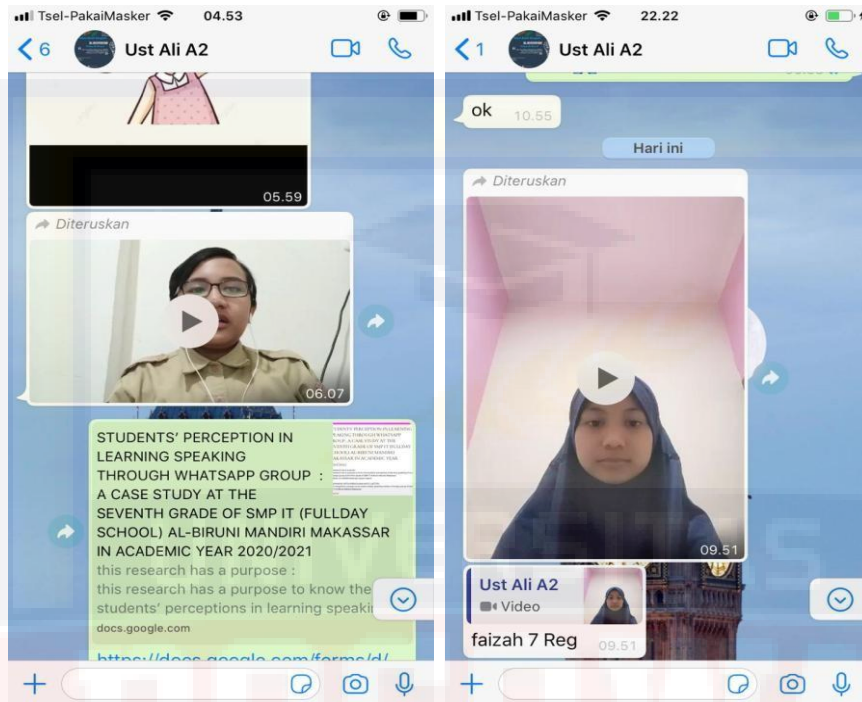 Tsel-PakaiMasker 04.53
6 Ust Ali A2
05.59
Diteruskan
06.07
STUDENTS' PERCEPTION IN
LEARNING SPEAKING
THROUGH WHATSAPP GROUP :
A CASE STUDY AT THE
SEVENTH GRADE OF SMP IT (FULLDAY
SCHOOL) AL-BIRUNI MANDIRI MAKASSAR
IN ACADEMIC YEAR 2020/2021
this research has a purpose :
this research has a purpose to know the
students' perceptions in learning speakin
docs.google.com
https://docs.google.com/forms/d/
Tsel-PakaiMasker 22.22
1 Ust Ali A2
ok 10.55
Hari ini
Diteruskan
09.51
Ust Ali A2
Video
faizah 7 Reg 09.51